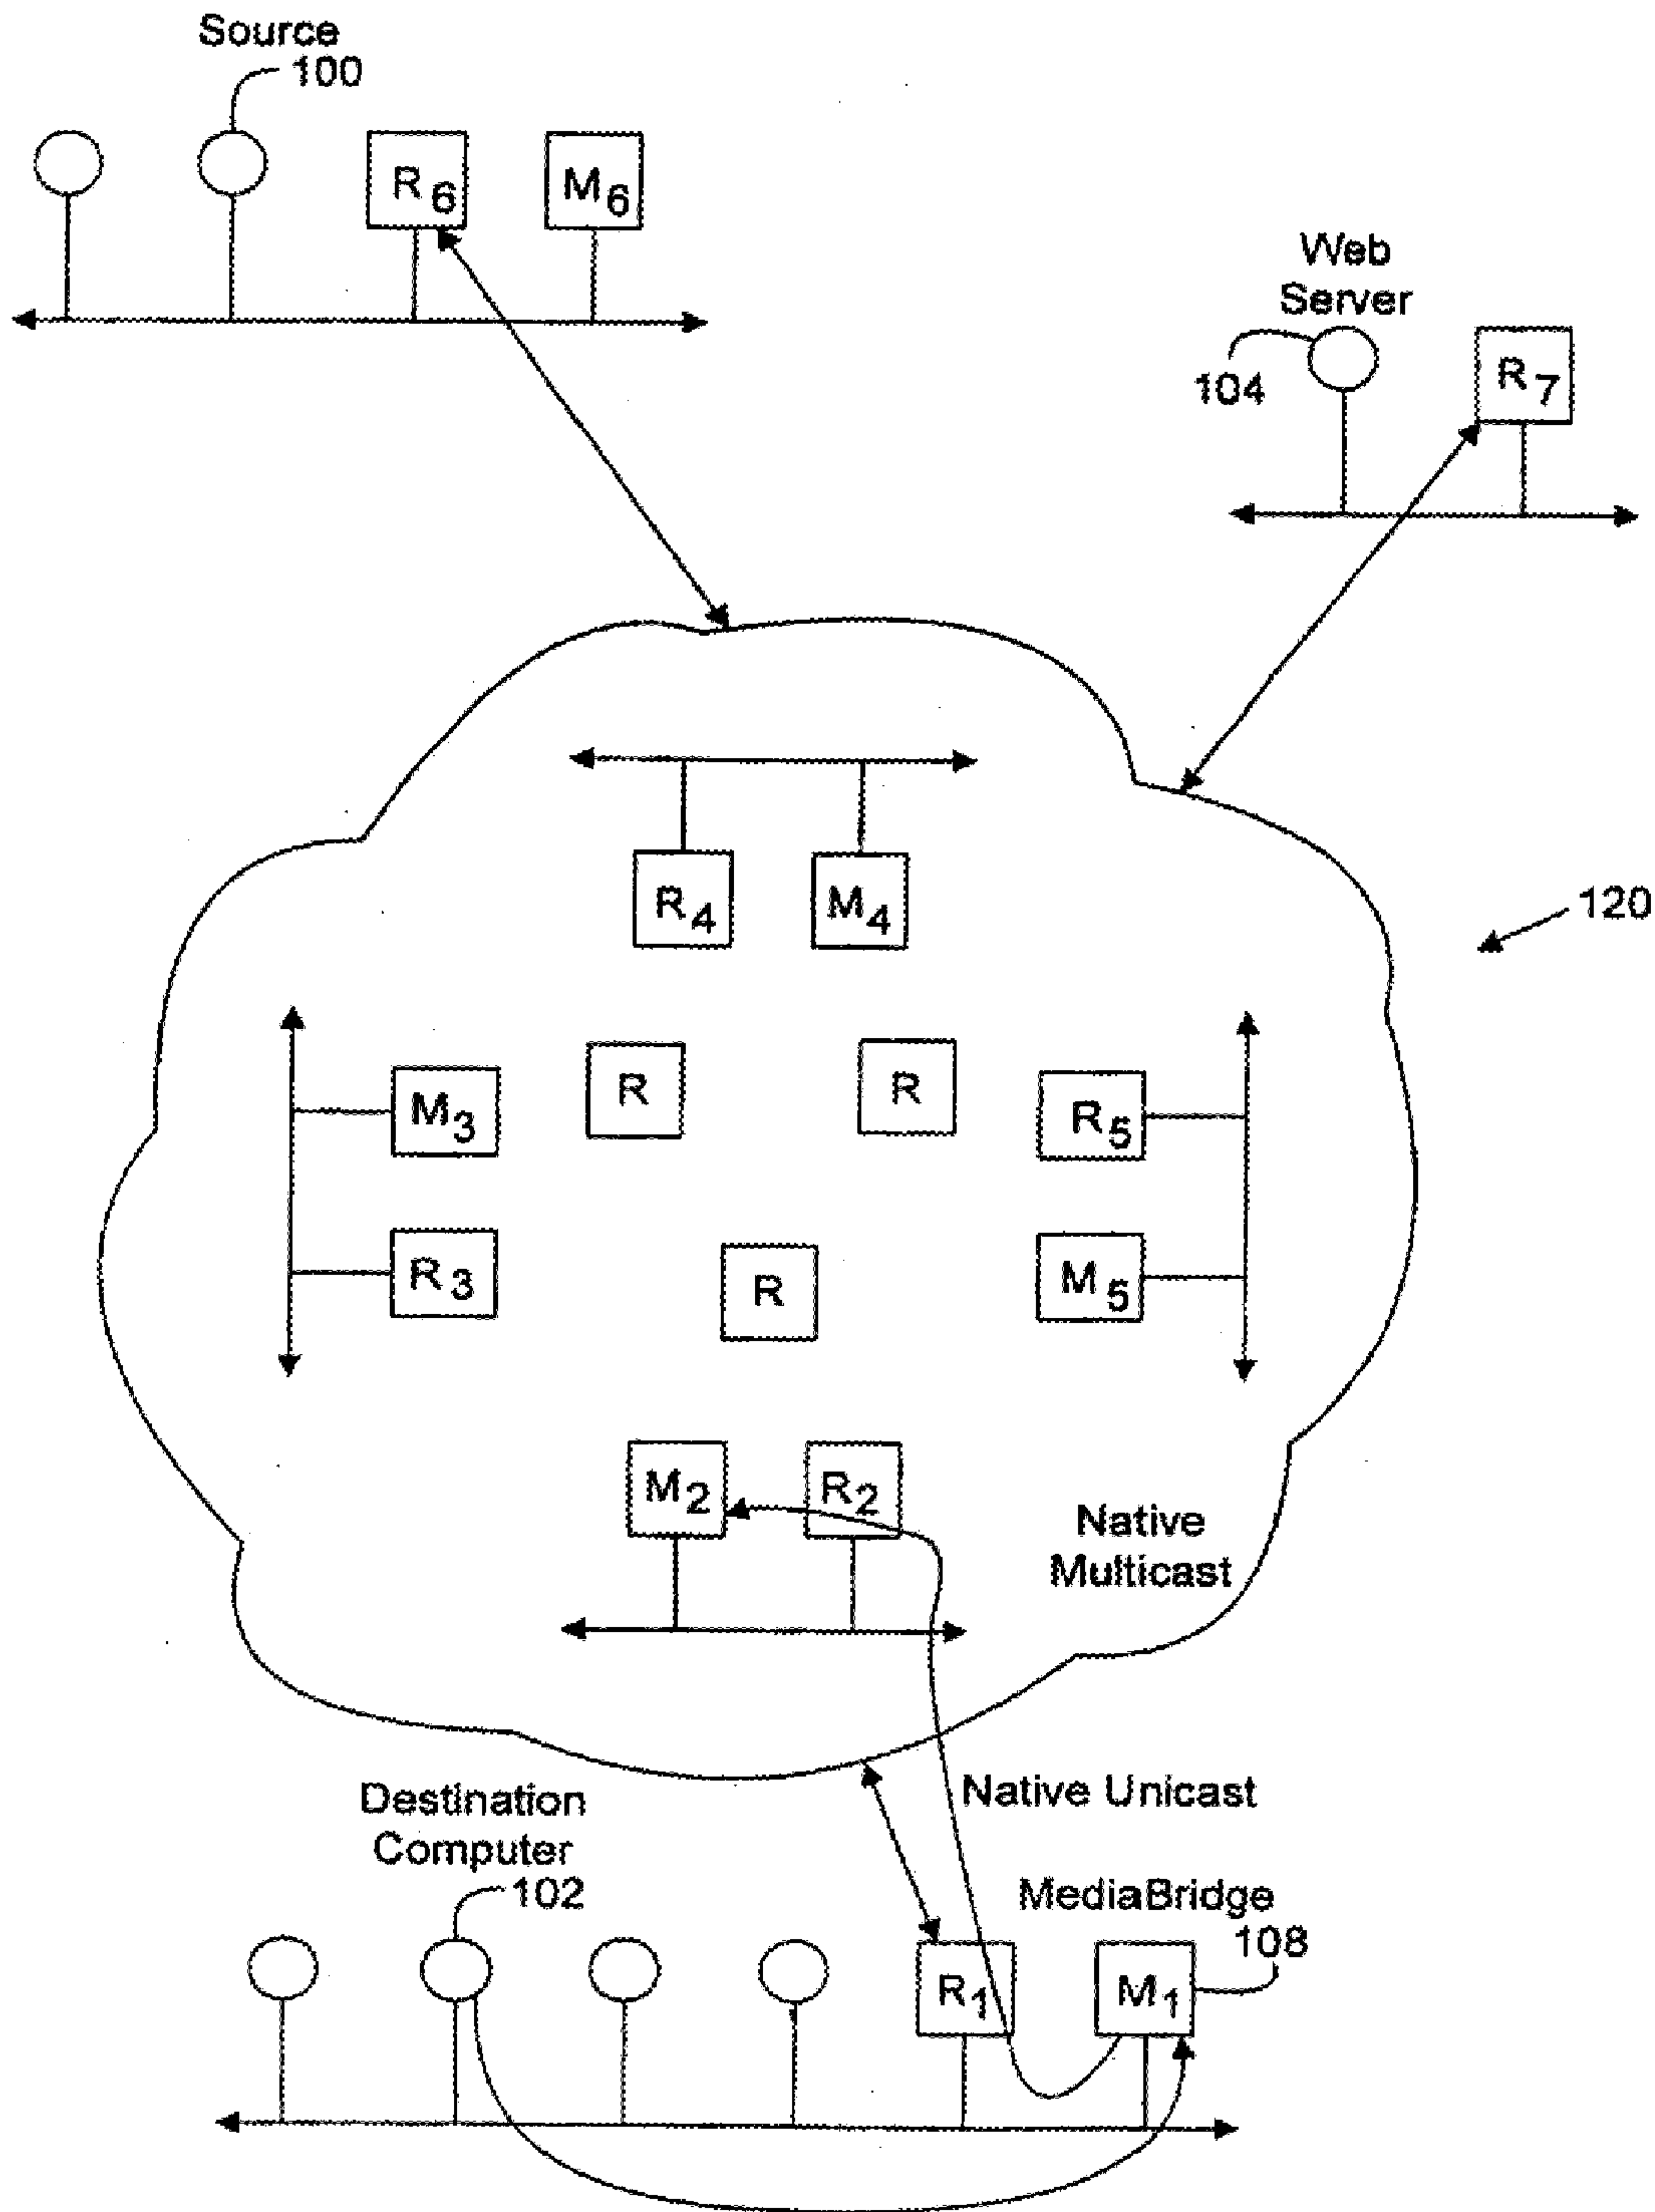 Source
100
R6
M6
Web
Server
104
R7
R4
M4
120
M3
R
R
R5
R3
R
M5
M2
R2
Native
Multicast
Native Unicast
Destination
Computer
102
MediaBridge
108
R1
M1